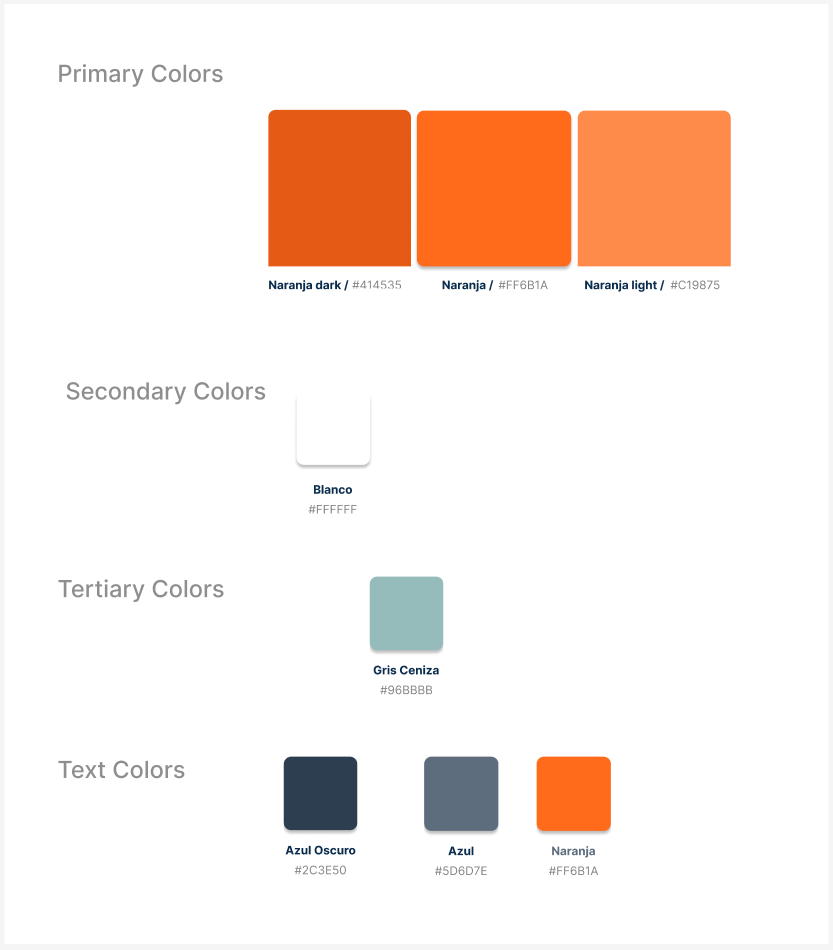 Primary Colors
Naranja dark / #414535
Naranja / #FF6B1A
Naranja light / #C19875
Secondary Colors
Blanco
#FFFFFF
Tertiary Colors
Gris Ceniza
#96BBBB
Text Colors
Azul Oscuro
#2C3E50
Azul
#5D6D7E
Naranja
#FF6B1A